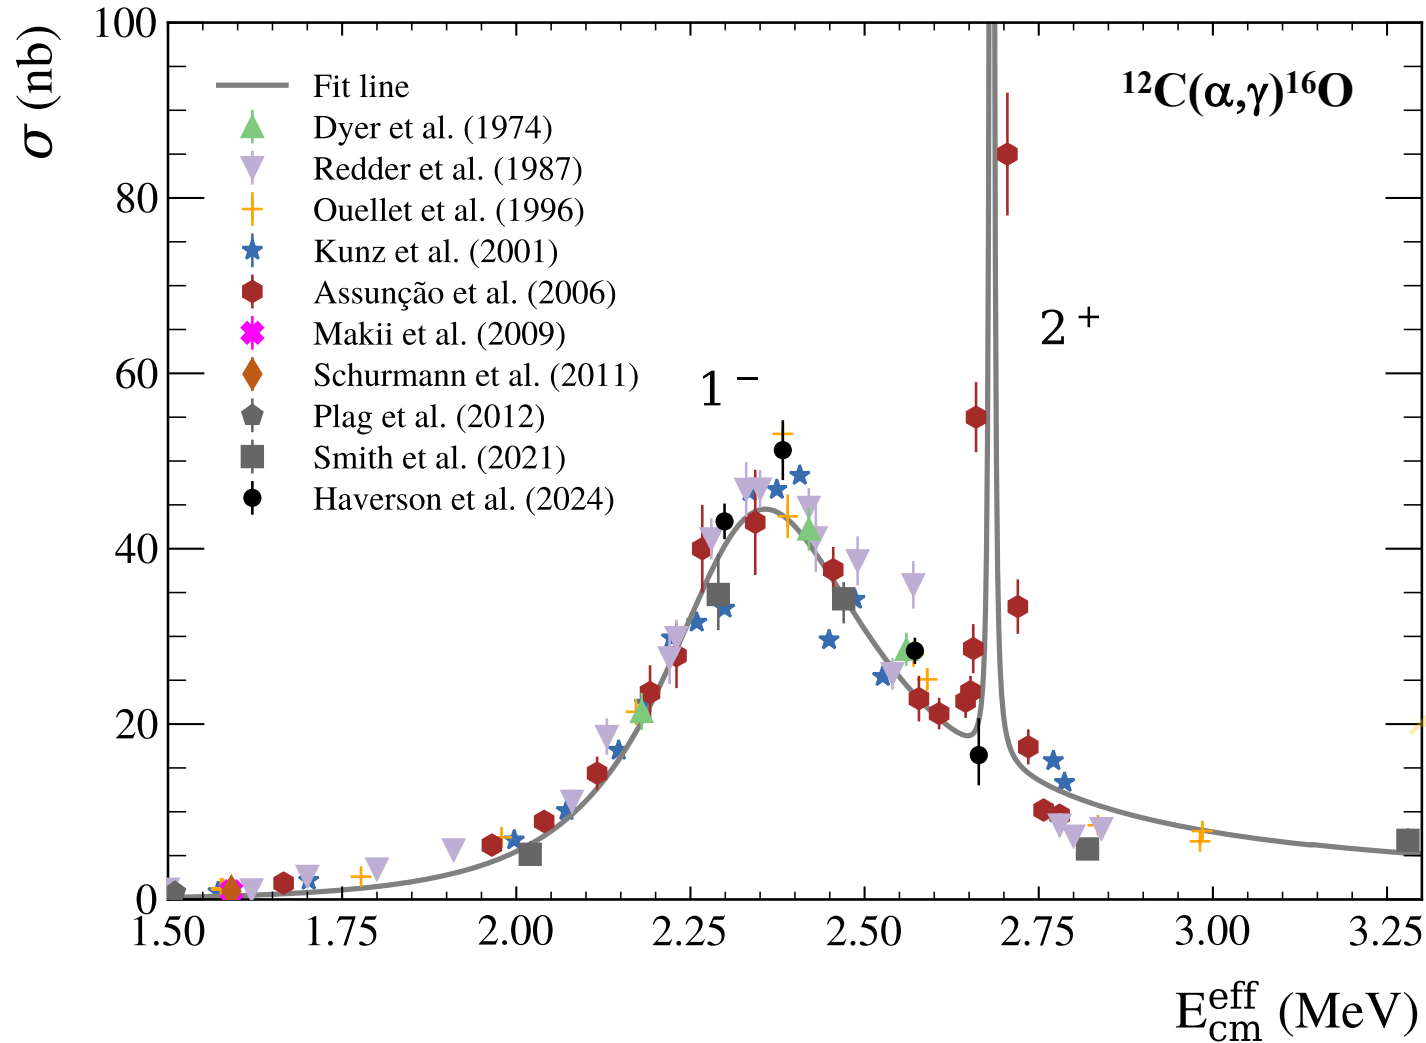 100
σ (nb)
Fit line
¹²C(α,γ)¹⁶O
Dyer et al. (1974)
Redder et al. (1987)
80
Ouellet et al. (1996)
Kunz et al. (2001)
Assunção et al. (2006)
Makii et al. (2009)
2⁺
60
Schurmann et al. (2011)
1⁻
Plag et al. (2012)
Smith et al. (2021)
Haverson et al. (2024)
40
20
0
1.50 1.75 2.00 2.25 2.50 2.75 3.00 3.25
E_cm^eff (MeV)